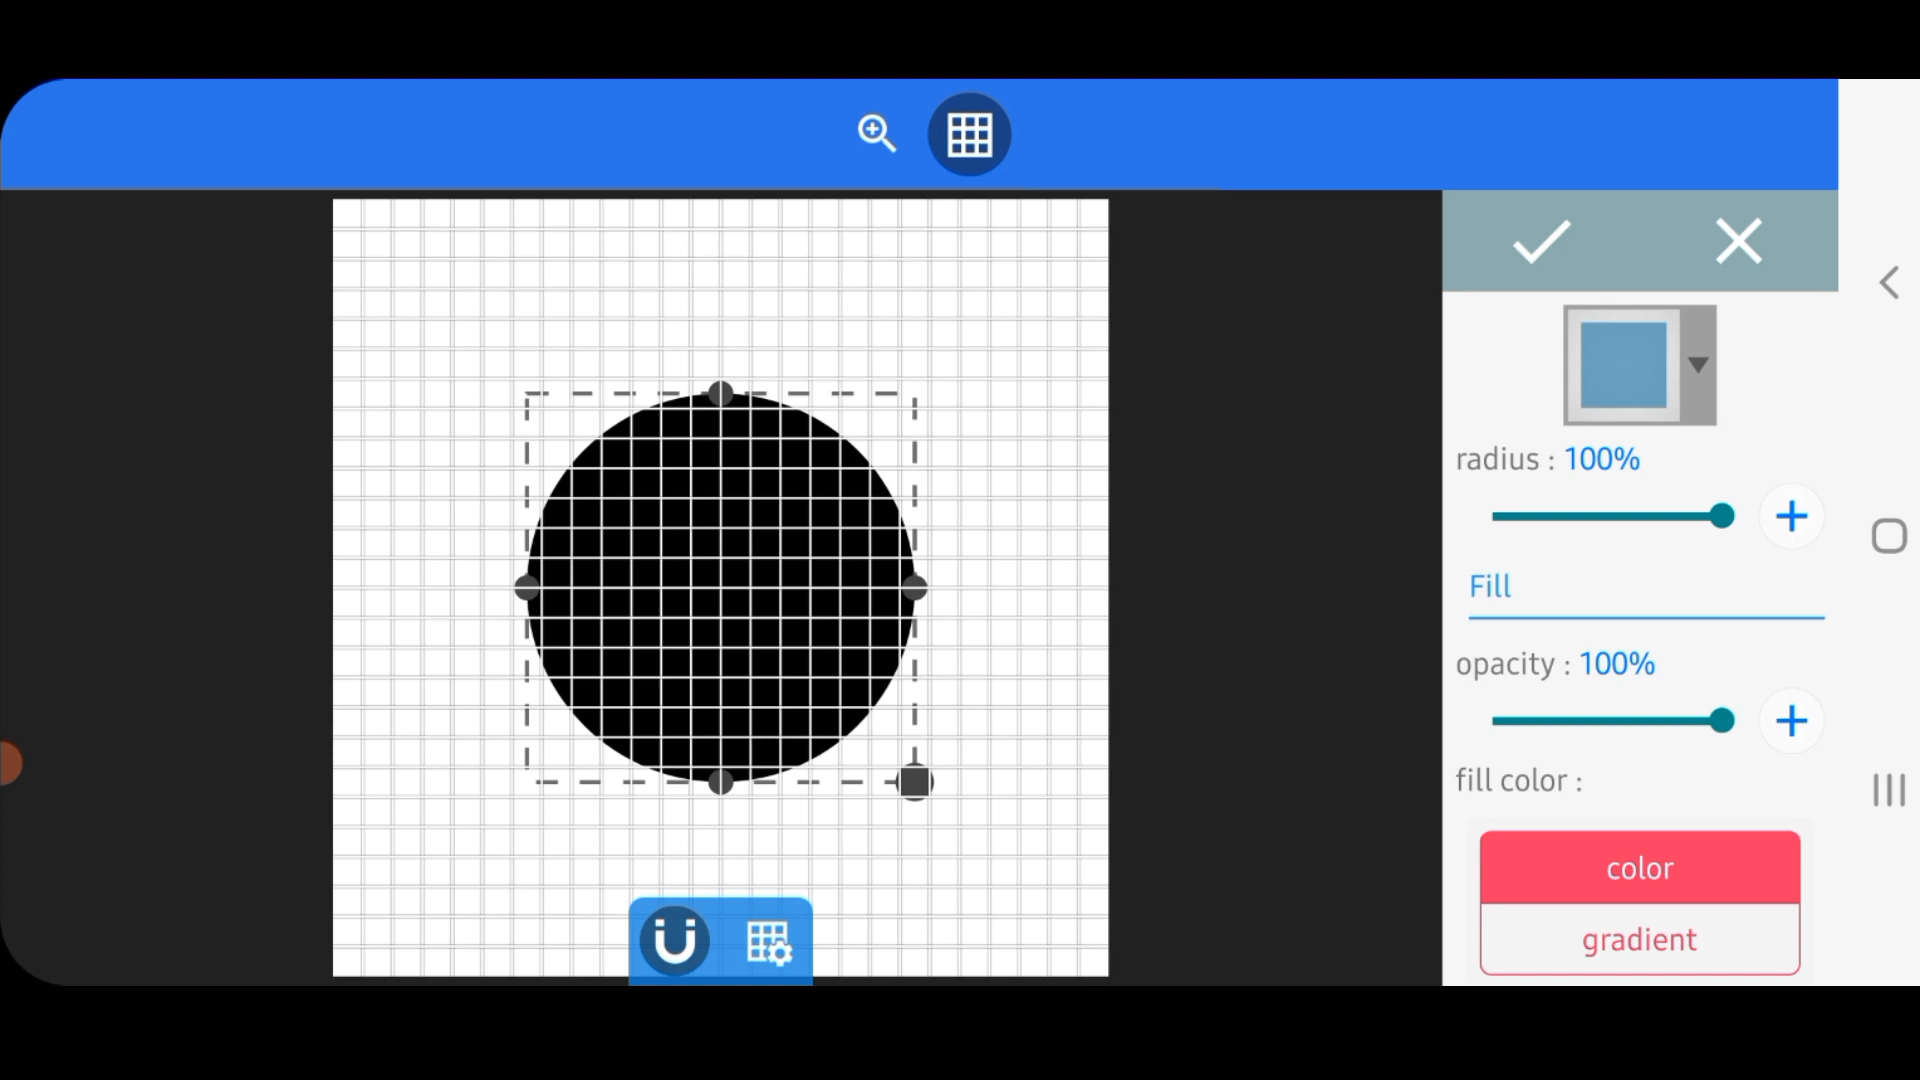 radius : 100%
Fill
opacity : 100%
fill color :
color
gradient